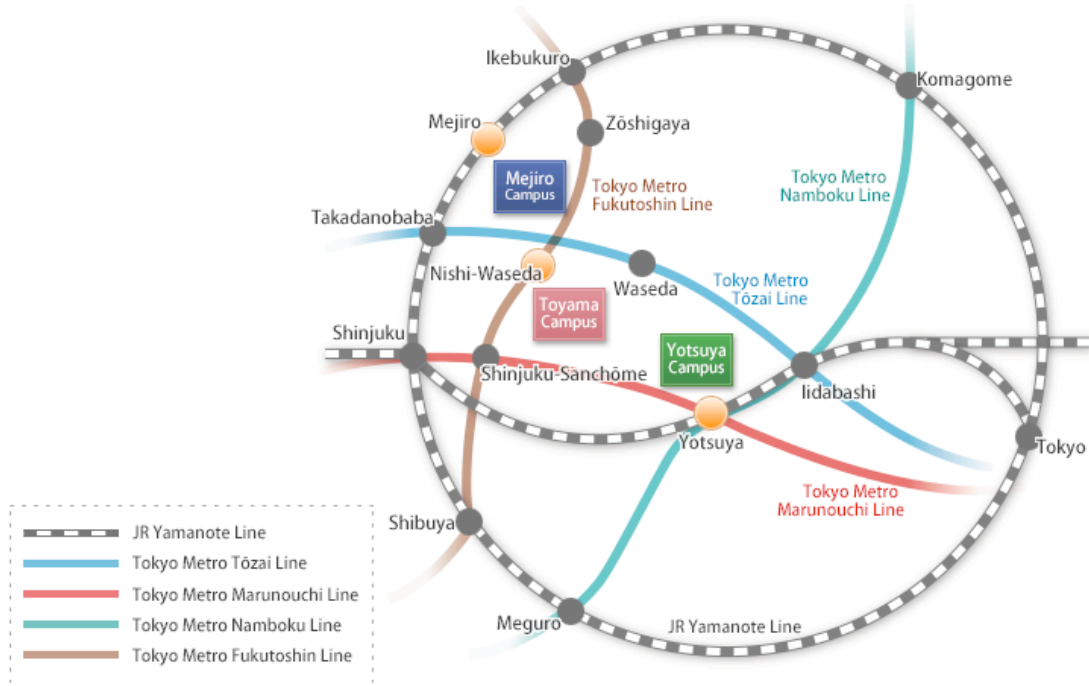 Ikebukuro
Komagome
Mejiro
Zōshigaya
Mejiro
Campus
Tokyo Metro
Fukutoshin Line
Tokyo Metro
Namboku Line
Takadanobaba
Nishi-Waseda
Waseda
Tokyo Metro
Tōzai Line
Toyama
Campus
Shinjuku
Shinjuku-Sanchōme
Yotsuya
Campus
Iidabashi
Yotsuya
Tokyo
Tokyo Metro
Marunouchi Line
Shibuya
Meguro
JR Yamanote Line
JR Yamanote Line
Tokyo Metro Tōzai Line
Tokyo Metro Marunouchi Line
Tokyo Metro Namboku Line
Tokyo Metro Fukutoshin Line